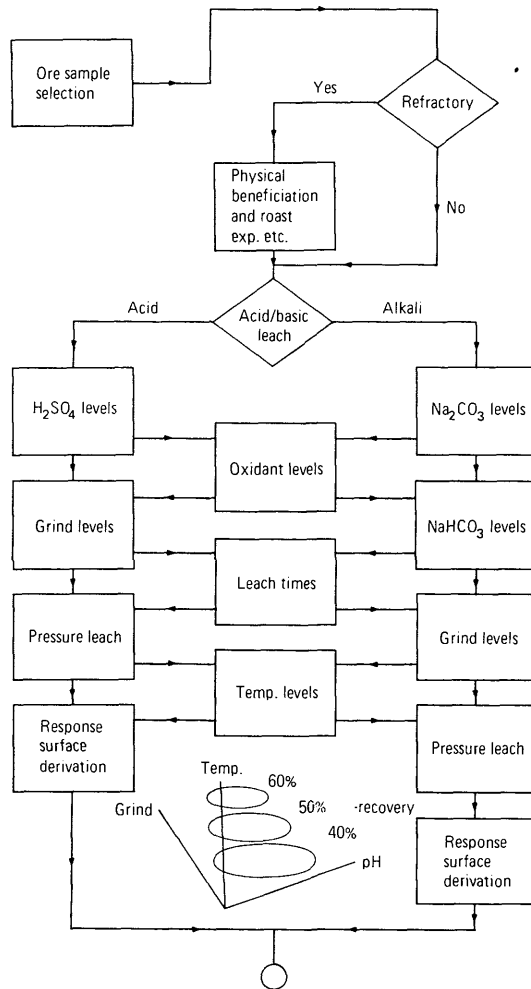 Ore sample
selection
Refractory
Yes
No
Physical
beneficiation
and roast
exp. etc.
Acid/basic
leach
Acid
Alkali
H₂SO₄ levels
Na₂CO₃ levels
Oxidant levels
Grind levels
NaHCO₃ levels
Leach times
Pressure leach
Grind levels
Temp. levels
Response
surface
derivation
Pressure leach
Temp.
60%
Grind
50% -recovery
40%
pH
Response
surface
derivation